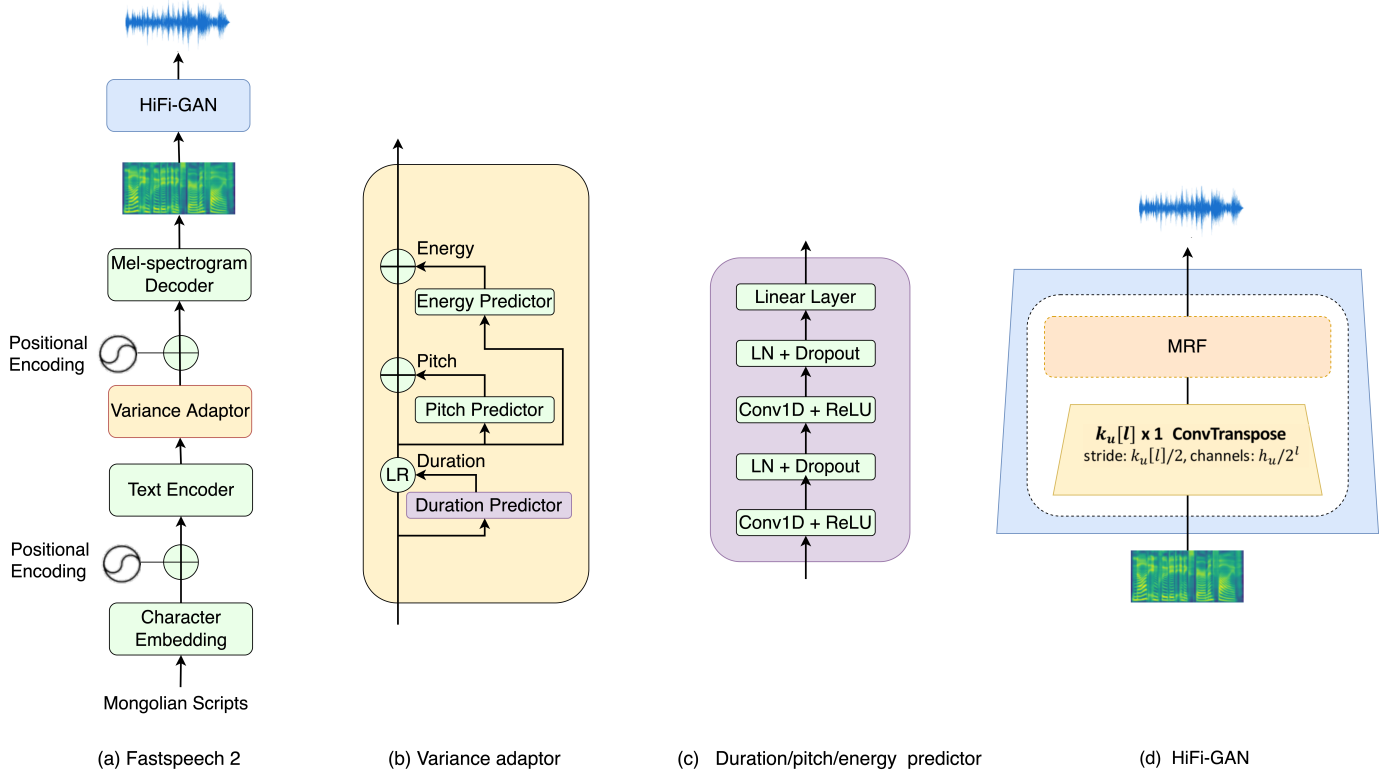 HiFi-GAN
Mel-spectrogram
Decoder
Positional
Encoding
Variance Adaptor
Text Encoder
Positional
Encoding
Character
Embedding
Mongolian Scripts
(a) Fastspeech 2
Energy
Energy Predictor
Pitch
Pitch Predictor
LR
Duration
Duration Predictor
(b) Variance adaptor
Linear Layer
LN + Dropout
Conv1D + ReLU
LN + Dropout
Conv1D + ReLU
(c) Duration/pitch/energy predictor
MRF
k_u[l] x 1 ConvTranspose
stride: k_u[l]/2, channels: h_u/2^l
(d) HiFi-GAN